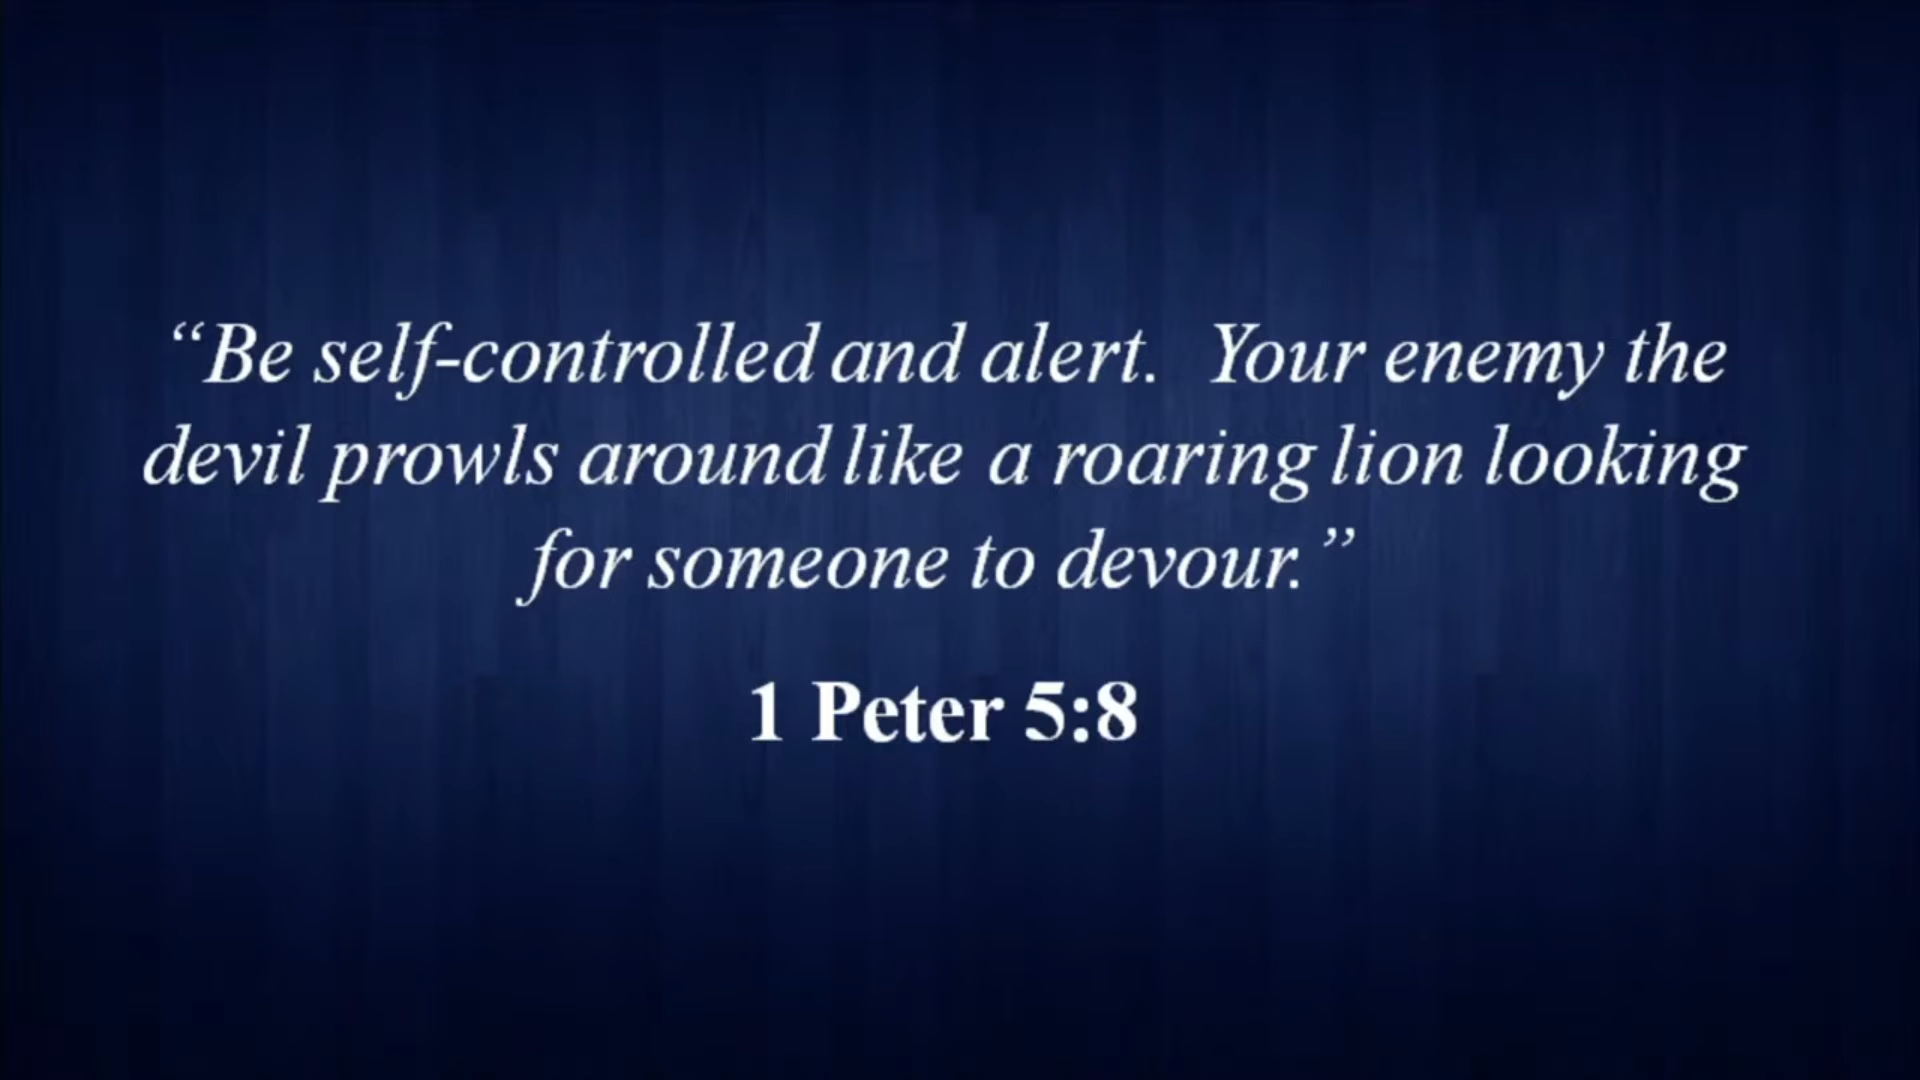 “Be self-controlled and alert.  Your enemy the
devil prowls around like a roaring lion looking
for someone to devour.”
1 Peter 5:8